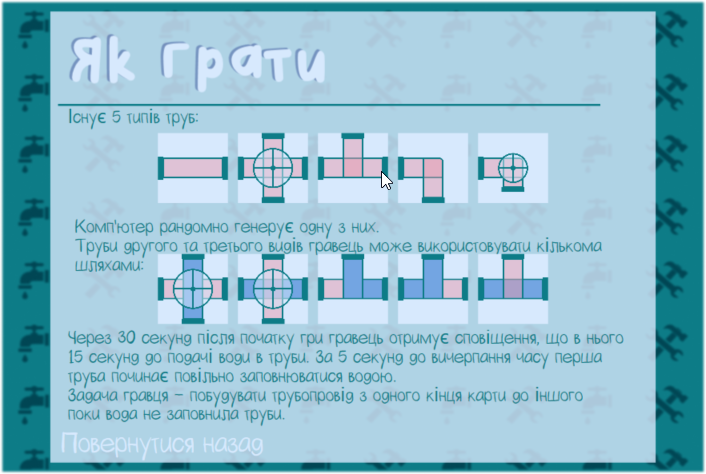 Як грати
Існує 5 типів труб:
Комп'ютер рандомно генерує одну з них.
Труби другого та третього видів гравець може використовувати кількома
шляхами:
Через 30 секунд після початку гри гравець отримує сповіщення, що в нього
15 секунд до подачі води в труби. За 5 секунд до вичерпання часу перша
труба починає повільно заповнюватися водою.
Задача гравця – побудувати трубопровід з одного кінця карти до іншого
поки вода не заповнила труби.
Повернутися назад